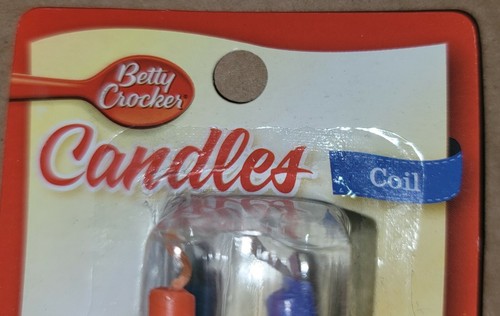 Betty
Crocker
Candles
Coil